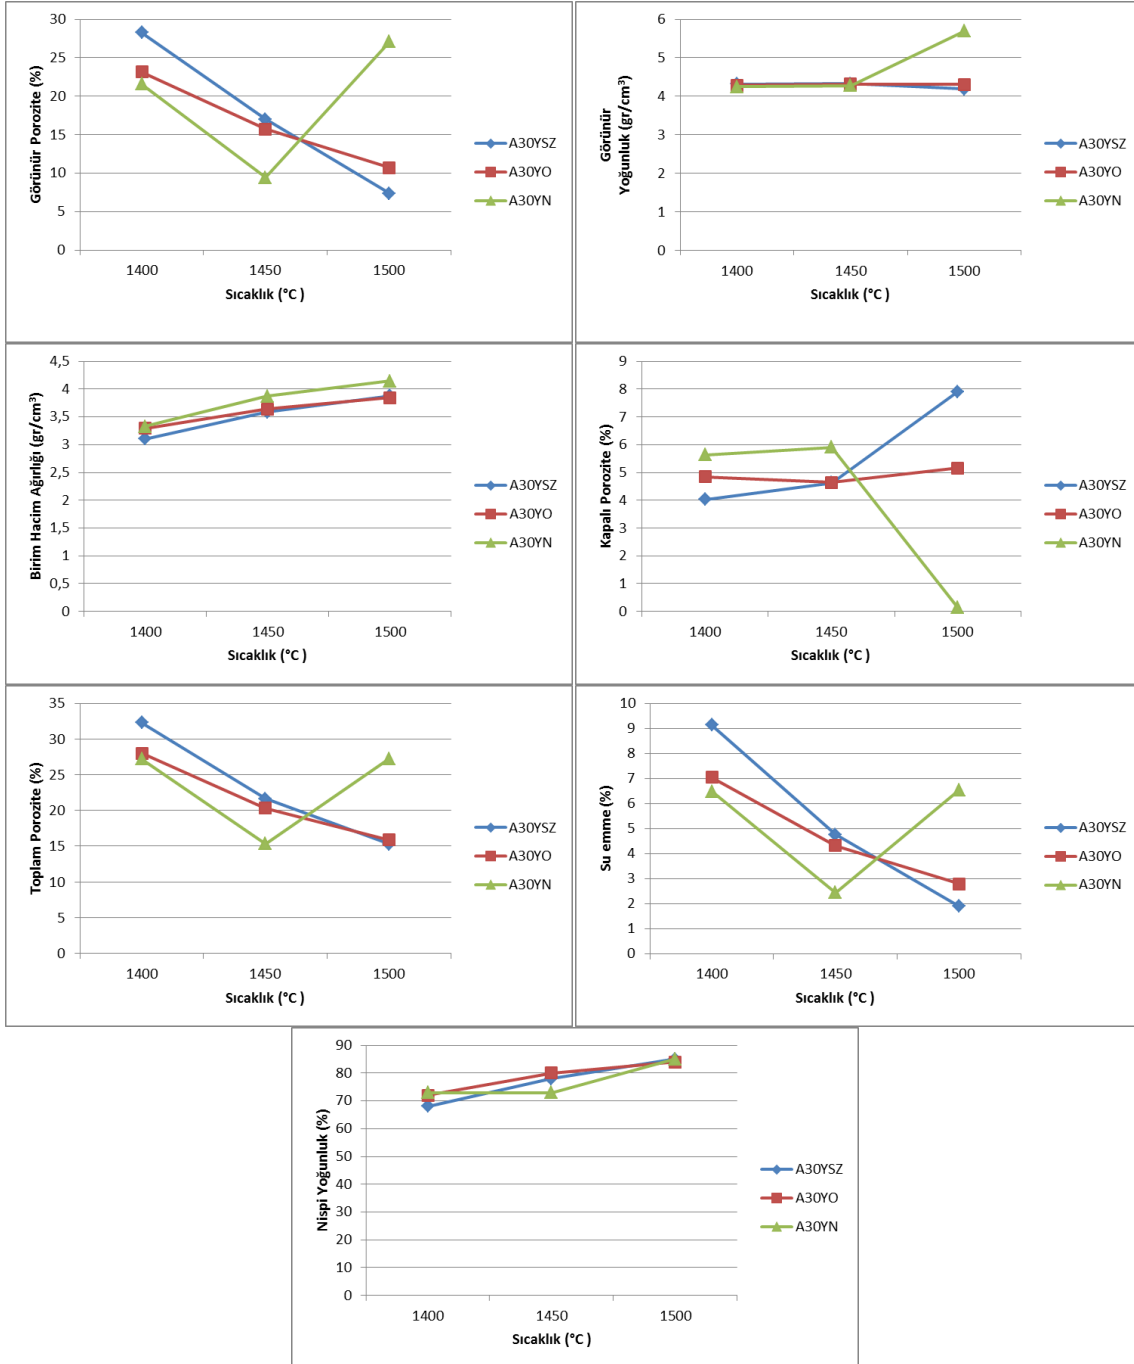 Görünür Porozite (%)
30
25
20
15
10
5
0
1400 1450 1500
Sıcaklık (°C )
A30YSZ
A30YO
A30YN
Görünür
Yoğunluk (gr/cm³)
6
5
4
3
2
1
0
1400 1450 1500
Sıcaklık (°C )
A30YSZ
A30YO
A30YN
Birim Hacim Ağırlığı (gr/cm³)
4,5
4
3,5
3
2,5
2
1,5
1
0,5
0
1400 1450 1500
Sıcaklık (°C )
A30YSZ
A30YO
A30YN
Kapalı Porozite (%)
9
8
7
6
5
4
3
2
1
0
1400 1450 1500
Sıcaklık (°C )
A30YSZ
A30YO
A30YN
Toplam Porozite (%)
35
30
25
20
15
10
5
0
1400 1450 1500
Sıcaklık (°C )
A30YSZ
A30YO
A30YN
Su emme (%)
10
9
8
7
6
5
4
3
2
1
0
1400 1450 1500
Sıcaklık (°C )
A30YSZ
A30YO
A30YN
Nispi Yoğunluk (%)
90
80
70
60
50
40
30
20
10
0
1400 1450 1500
Sıcaklık (°C )
A30YSZ
A30YO
A30YN